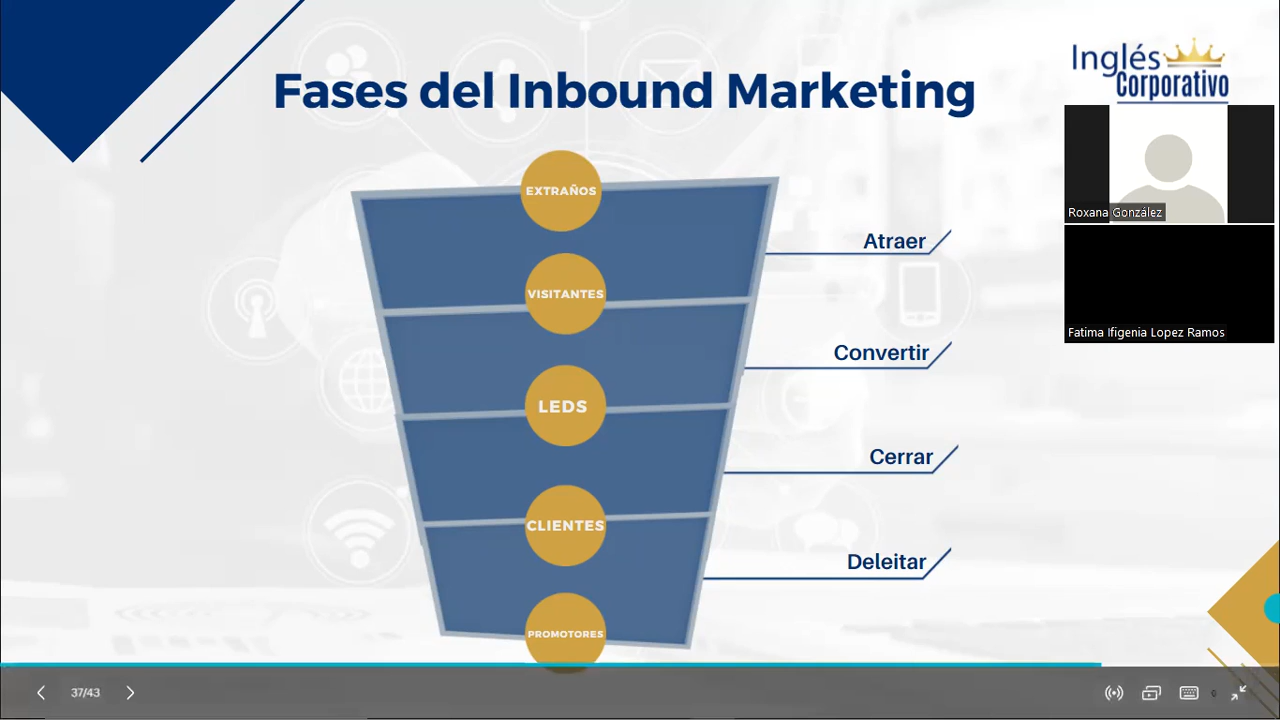 Fases del Inbound Marketing
Inglés
Corporativo
EXTRAÑOS
Atraer
VISITANTES
Convertir
LEDS
Cerrar
CLIENTES
Deleitar
PROMOTORES
Roxana González
Fatima Ifigenia Lopez Ramos
37/43